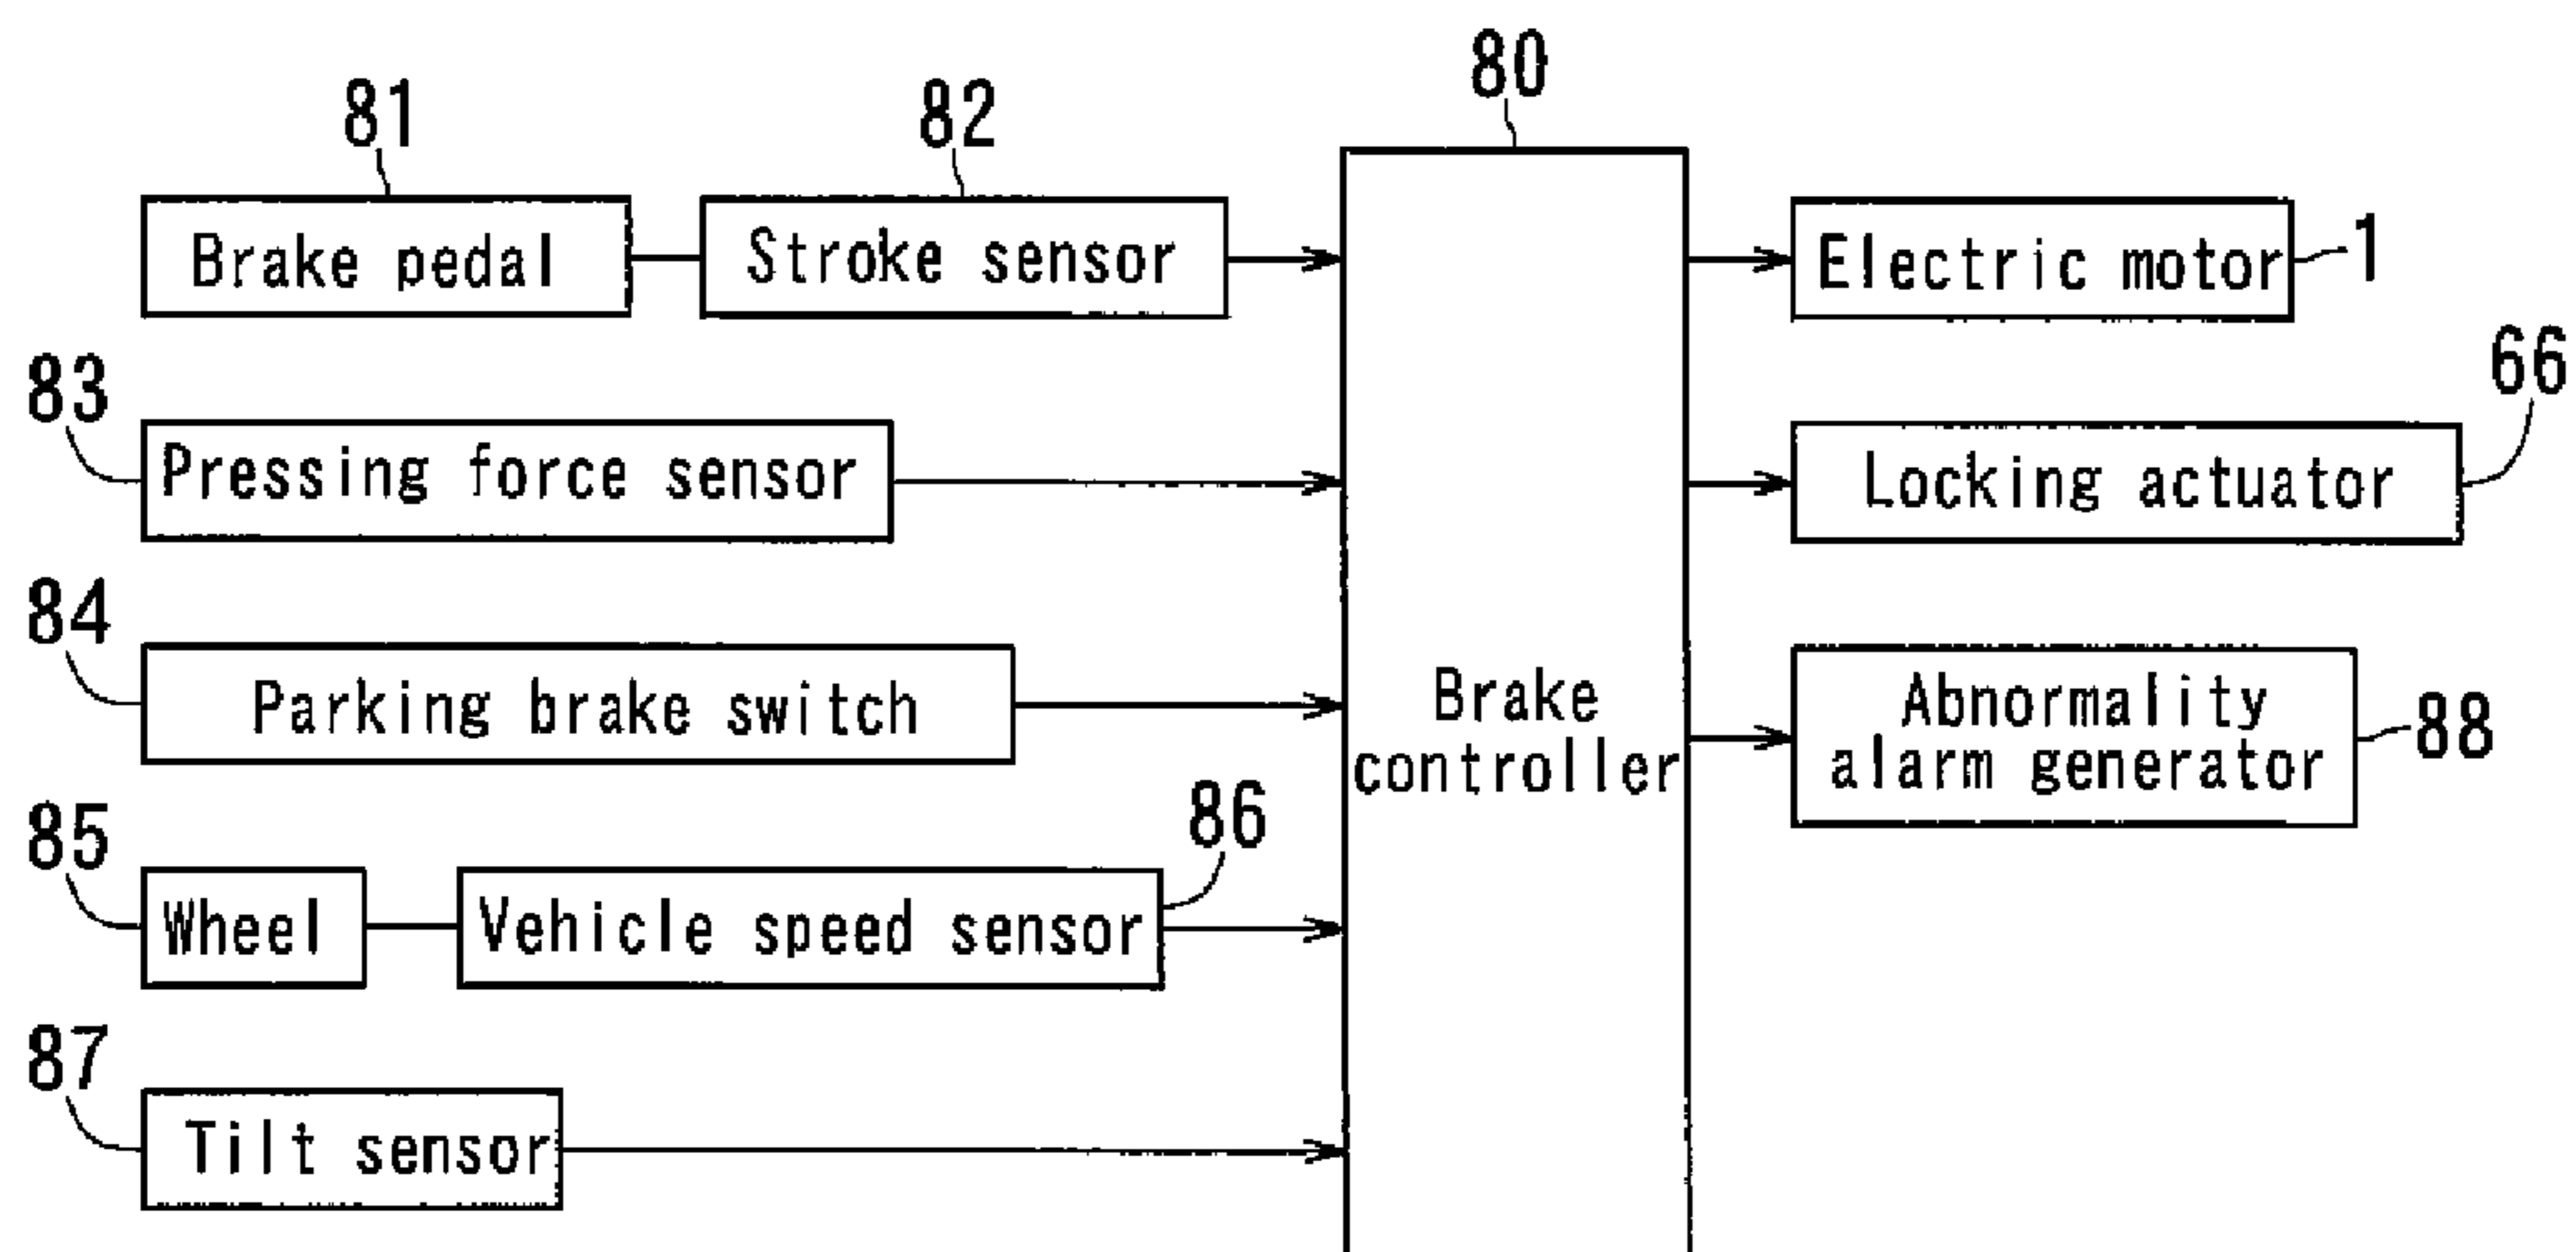 80
81
82
Brake pedal
Stroke sensor
Electric motor
1
83
66
Pressing force sensor
Locking actuator
84
Parking brake switch
Brake
controller
Abnormality
alarm generator
88
85
86
Wheel
Vehicle speed sensor
87
Tilt sensor